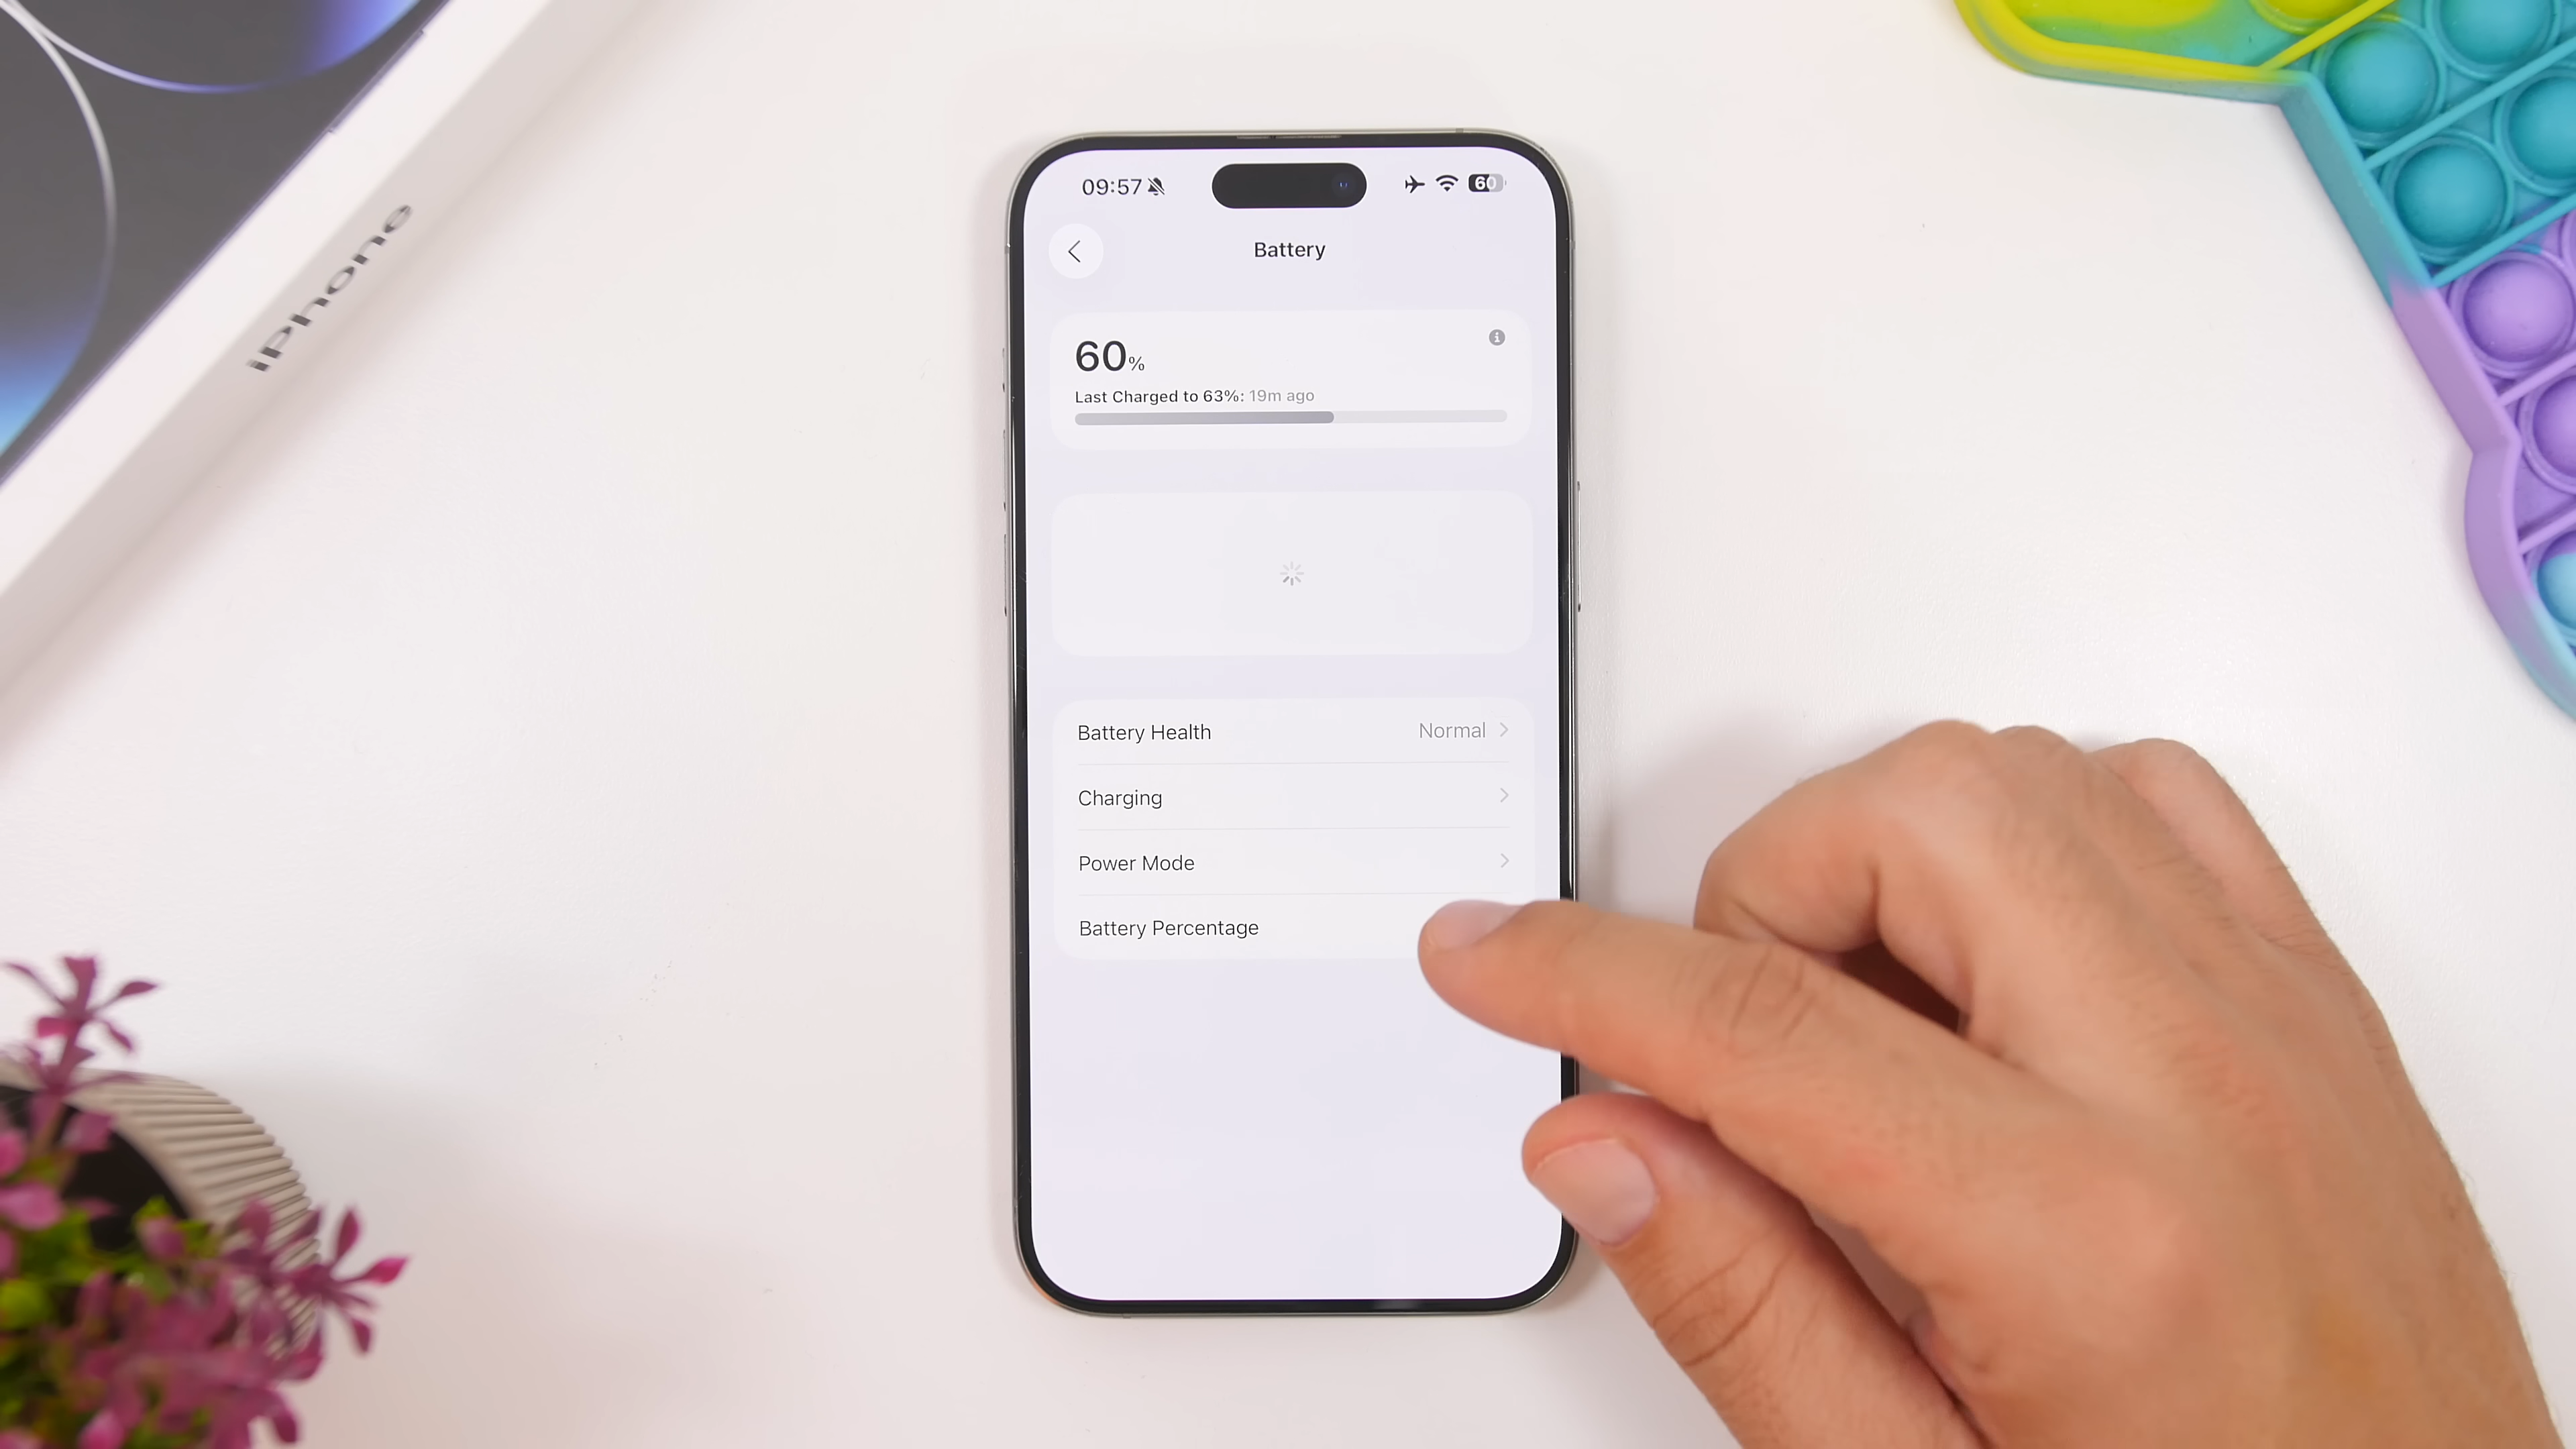 iPhone
09:57
60
Battery
60%
Last Charged to 63%: 19m ago
Battery Health Normal
Charging
Power Mode
Battery Percentage